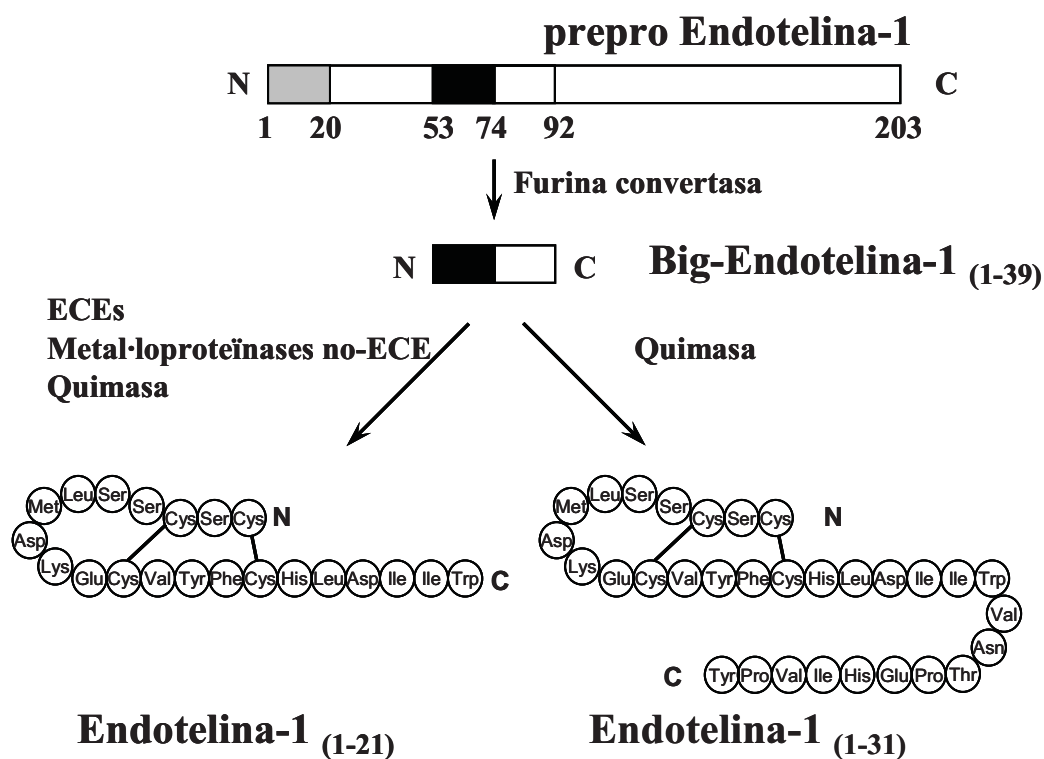 prepro Endotelina-1
N C
1 20 53 74 92 203
Furina convertasa
N C Big-Endotelina-1 (1-39)
ECEs
Metal·loproteïnases no-ECE
Quimasa
Quimasa
Met Leu Ser Ser Cys Ser Cys N
Asp Lys Glu Cys Val Tyr Phe Cys His Leu Asp Ile Ile Trp C
Met Leu Ser Ser Cys Ser Cys N
Asp Lys Glu Cys Val Tyr Phe Cys His Leu Asp Ile Ile Trp
Val
Asn
C Tyr Pro Val Ile His Glu Pro Thr
Endotelina-1 (1-21)
Endotelina-1 (1-31)